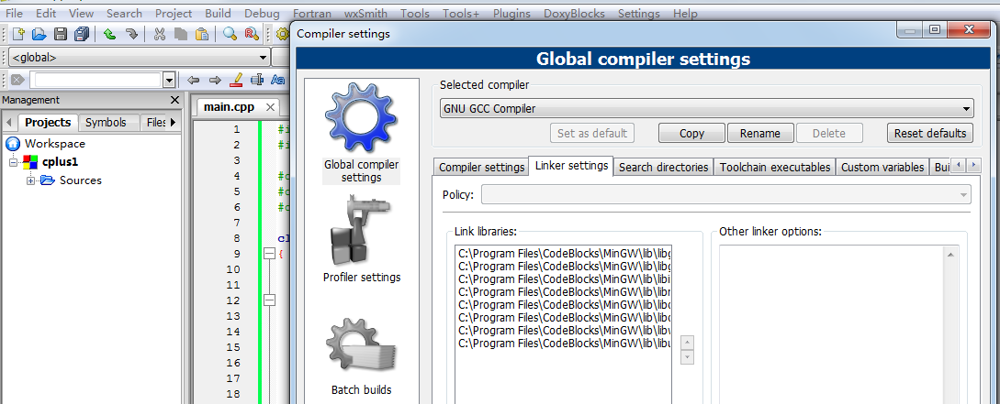 File Edit View Search Project Build Debug Fortran wxSmith Tools Tools+ Plugins DoxyBlocks Settings Help
Compiler settings
<global>
Global compiler settings
Management
Projects Symbols Files
Workspace
cplus1
Sources
main.cpp
1 #i
2 #i
3
4 #d
5 #d
6 #d
7
8 cl
9 {
10
11
12
13
14
15
16
17
18
Global compiler
settings
Profiler settings
Batch builds
Selected compiler
GNU GCC Compiler
Set as default Copy Rename Delete Reset defaults
Compiler settings Linker settings Search directories Toolchain executables Custom variables Bui
Policy:
Link libraries: Other linker options:
C:\Program Files\CodeBlocks\MinGW\lib\libg
C:\Program Files\CodeBlocks\MinGW\lib\libg
C:\Program Files\CodeBlocks\MinGW\lib\libi
C:\Program Files\CodeBlocks\MinGW\lib\lib
C:\Program Files\CodeBlocks\MinGW\lib\lib
C:\Program Files\CodeBlocks\MinGW\lib\lib
C:\Program Files\CodeBlocks\MinGW\lib\libw
C:\Program Files\CodeBlocks\MinGW\lib\libu